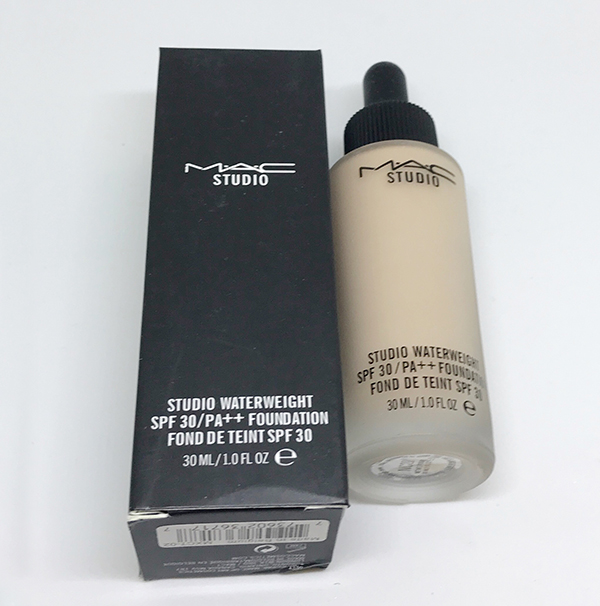 M·A·C
STUDIO
STUDIO WATERWEIGHT
SPF 30/PA++ FOUNDATION
FOND DE TEINT SPF 30
30 ML/1.0 FL OZ e
M·A·C
STUDIO
STUDIO WATERWEIGHT
SPF 30/PA++ FOUNDATION
FOND DE TEINT SPF 30
30 ML/1.0 FL OZ e